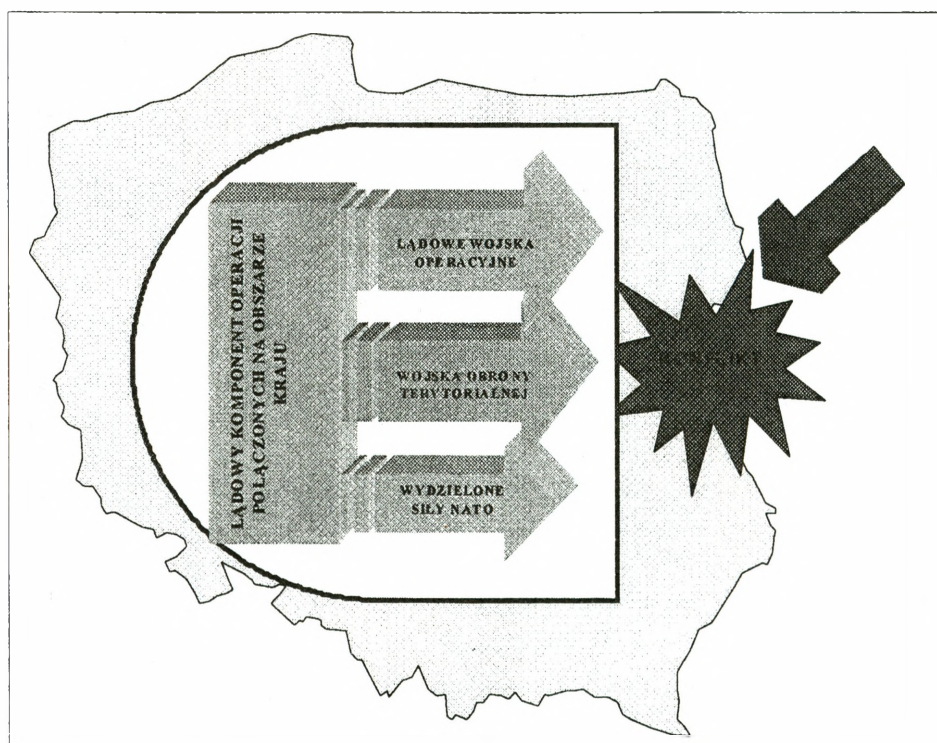 LĄDOWY KOMPONENT OPERACJI
POŁĄCZONYCH NA OBSZARZE
KRAJU
LĄDOWE WOJSKA
OPERACYJNE
WOJSKA OBRONY
TERYTORIALNEJ
WYDZIELONE
SIŁY NATO